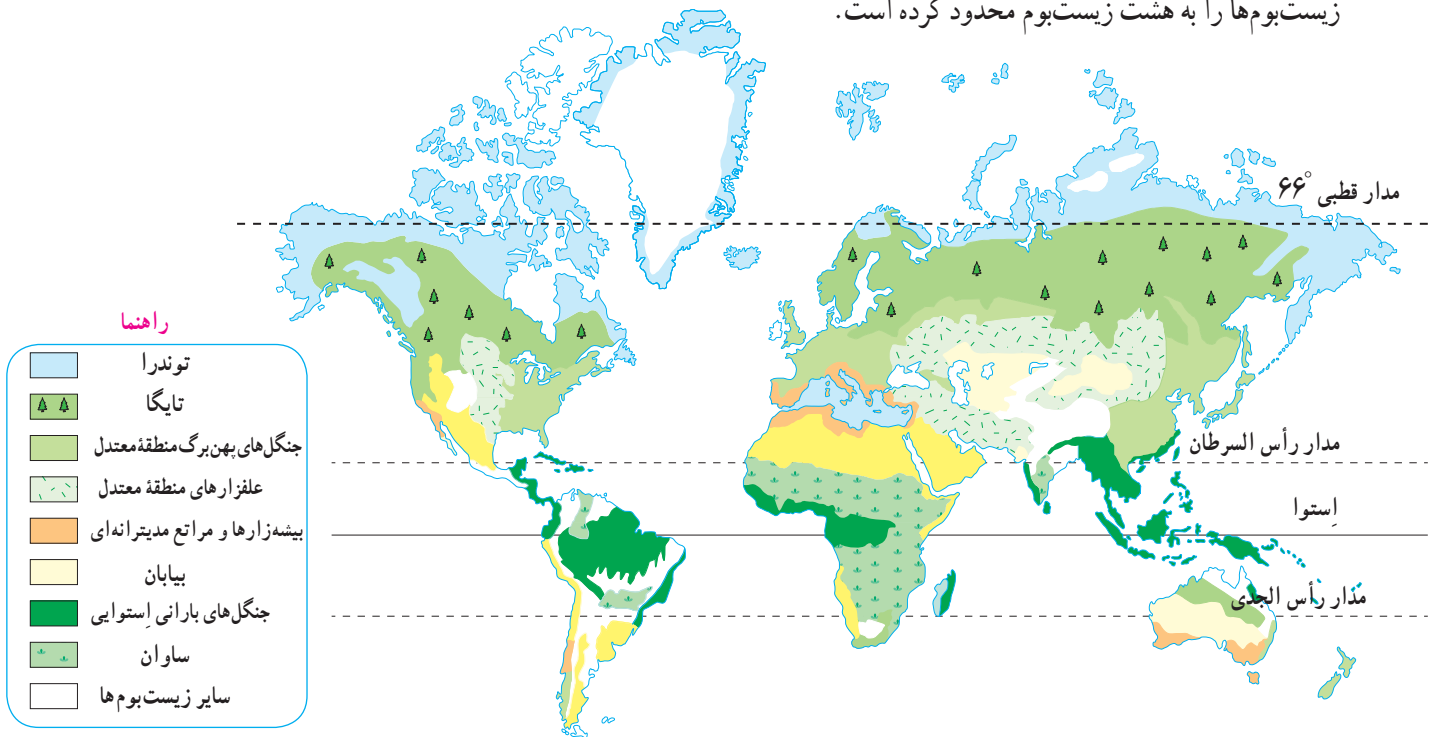 زیست‌بوم‌ها را به هشت زیست‌بوم محدود کرده است.
مدار قطبی ۶۶°
مدار رأس السرطان
اِستوا
مدار رأس الجدی
راهنما
توندرا
تایگا
جنگل‌های پهن‌برگ منطقهٔ معتدل
علفزارهای منطقهٔ معتدل
بیشه‌زارها و مراتع مدیترانه‌ای
بیابان
جنگل‌های بارانی اِستوایی
ساوان
سایر زیست‌بوم‌ها